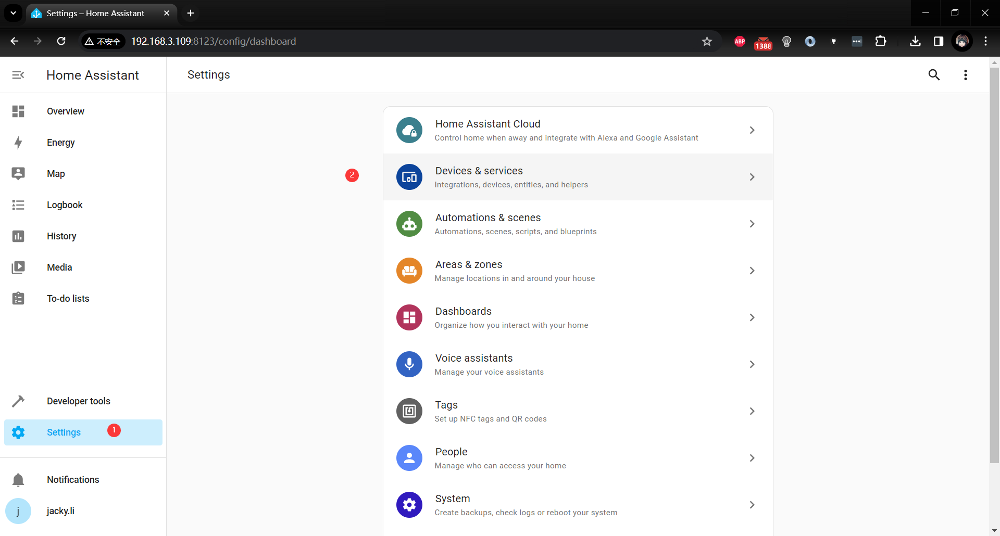 Settings – Home Assistant
不安全
192.168.3.109:8123/config/dashboard
ABP
1388
Home Assistant
Settings
Overview
Energy
Map
Logbook
History
Media
To-do lists
Developer tools
Settings
1
Notifications
j
jacky.li
2
Home Assistant Cloud
Control home when away and integrate with Alexa and Google Assistant
Devices & services
Integrations, devices, entities, and helpers
Automations & scenes
Automations, scenes, scripts, and blueprints
Areas & zones
Manage locations in and around your house
Dashboards
Organize how you interact with your home
Voice assistants
Manage your voice assistants
Tags
Set up NFC tags and QR codes
People
Manage who can access your home
System
Create backups, check logs or reboot your system